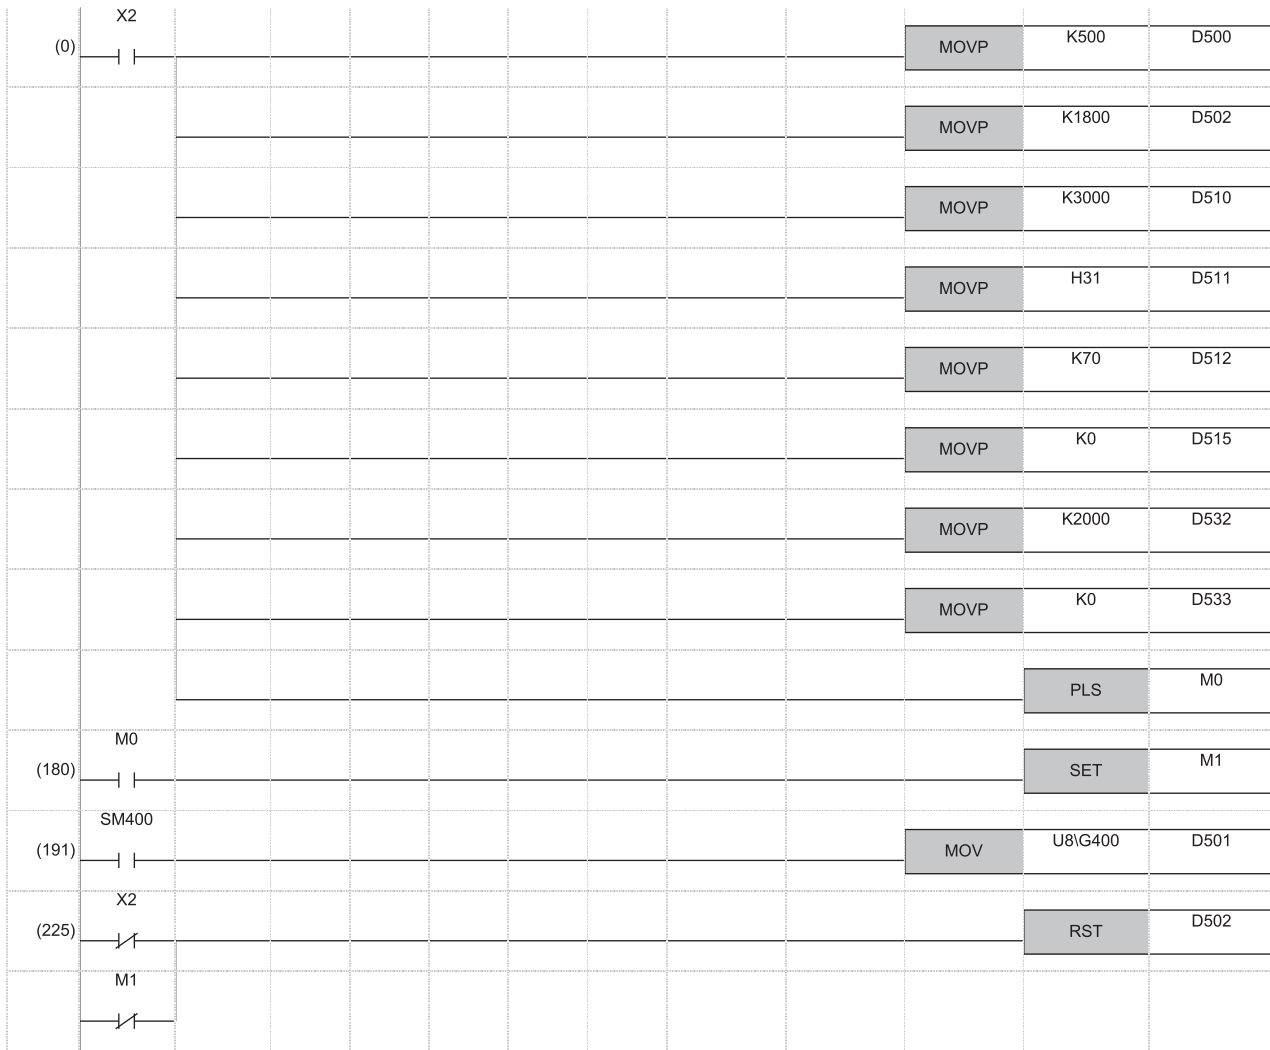 X2
(0) MOVP K500 D500
MOVP K1800 D502
MOVP K3000 D510
MOVP H31 D511
MOVP K70 D512
MOVP K0 D515
MOVP K2000 D532
MOVP K0 D533
PLS M0
M0
(180) SET M1
SM400
(191) MOV U8\G400 D501
X2
(225) RST D502
M1